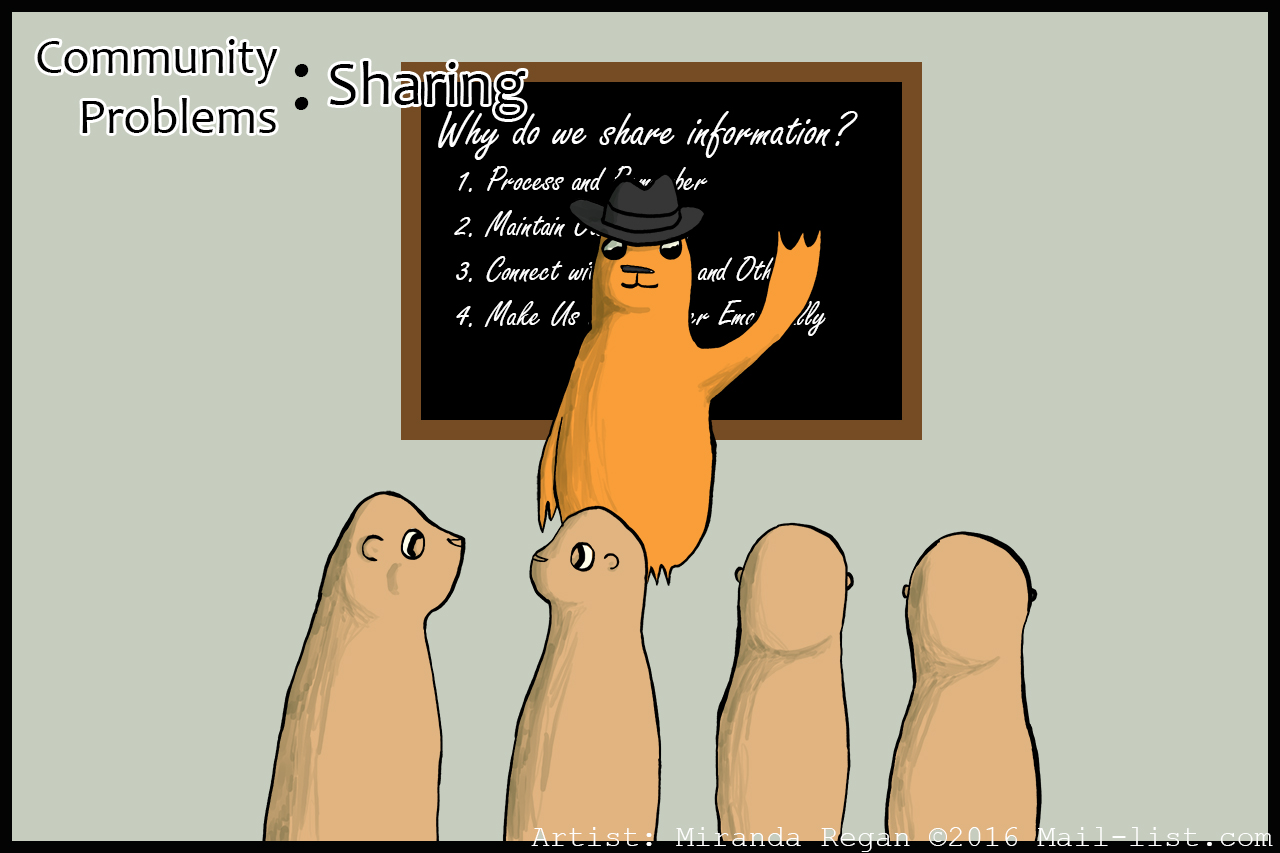 Community
Problems
: Sharing
Why do we share information?
1. Process and
2. Maintain
3. Connect and
4. Make Us
Artist: Miranda Regan ©2016 Mail-list.com